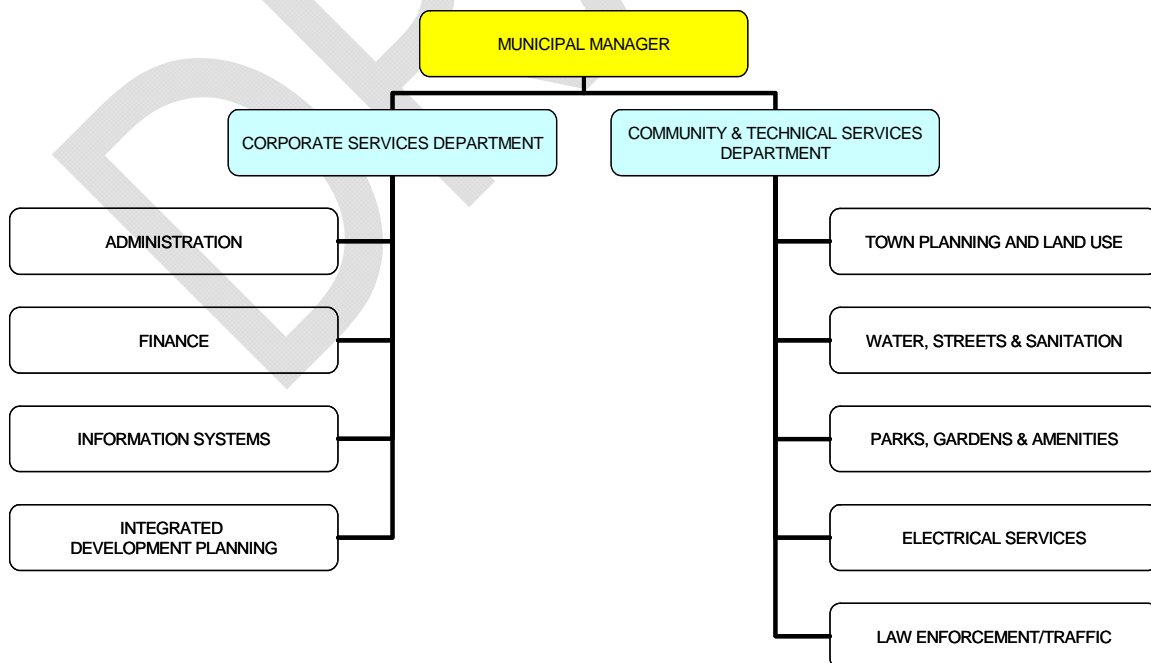 MUNICIPAL MANAGER
CORPORATE SERVICES DEPARTMENT
COMMUNITY & TECHNICAL SERVICES
DEPARTMENT
ADMINISTRATION
FINANCE
INFORMATION SYSTEMS
INTEGRATED
DEVELOPMENT PLANNING
TOWN PLANNING AND LAND USE
WATER, STREETS & SANITATION
PARKS, GARDENS & AMENITIES
ELECTRICAL SERVICES
LAW ENFORCEMENT/TRAFFIC